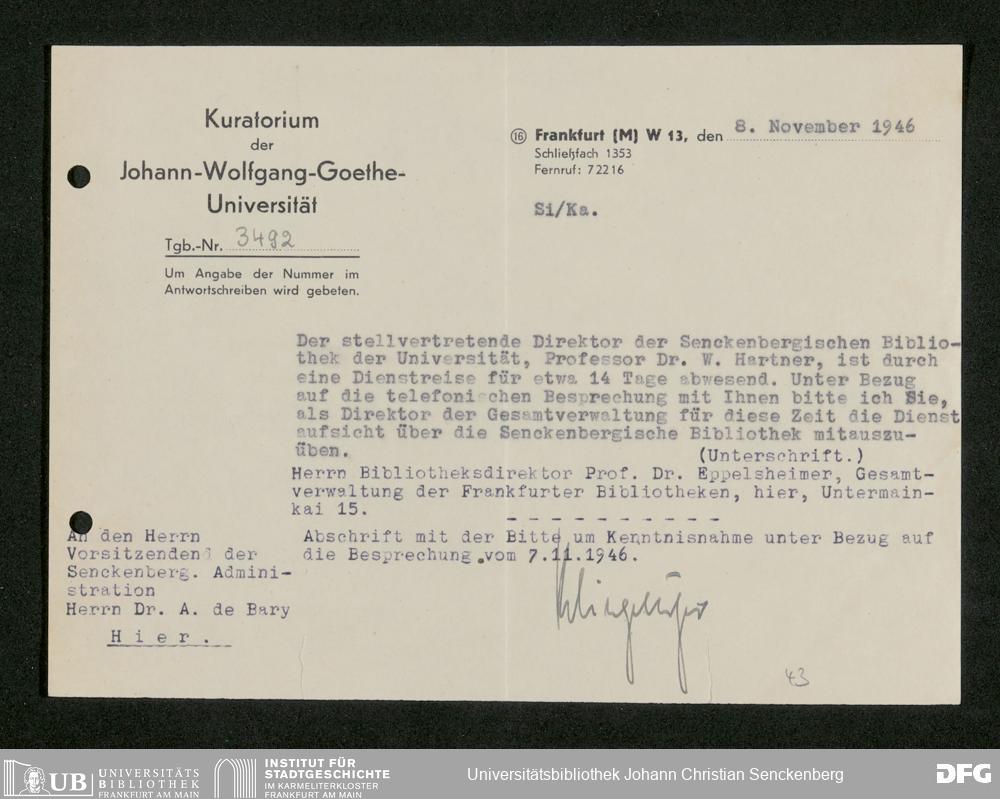 Kuratorium
der
Johann-Wolfgang-Goethe-
Universität
Tgb.-Nr. 3492
Um Angabe der Nummer im
Antwortschreiben wird gebeten.
(16) Frankfurt (M) W 13, den 8. November 1946
Schließfach 1353
Fernruf: 72216
Si/Ka.
Der stellvertretende Direktor der Senckenbergischen Biblio-
thek der Universität, Professor Dr. W. Hartner, ist durch
eine Dienstreise für etwa 14 Tage abwesend. Unter Bezug
auf die telefonischen Besprechung mit Ihnen bitte ich Sie,
als Direktor der Gesamtverwaltung für diese Zeit die Dienst
aufsicht über die Senckenbergische Bibliothek mitauszu-
üben. (Unterschrift.)
Herrn Bibliotheksdirektor Prof. Dr. Eppelsheimer, Gesamt-
verwaltung der Frankfurter Bibliotheken, hier, Untermain-
kai 15.
- - - - - - - - - -
Abschrift mit der Bitte um Kenntnisnahme unter Bezug auf
die Besprechung vom 7.11.1946.
An den Herrn
Vorsitzenden der
Senckenberg. Admini-
stration
Herrn Dr. A. de Bary
Hier.
43
UB UNIVERSITÄTS
BIBLIOTHEK
FRANKFURT AM MAIN
INSTITUT FÜR
STADTGESCHICHTE
IM KARMELITERKLOSTER
FRANKFURT AM MAIN
Universitätsbibliothek Johann Christian Senckenberg
DFG